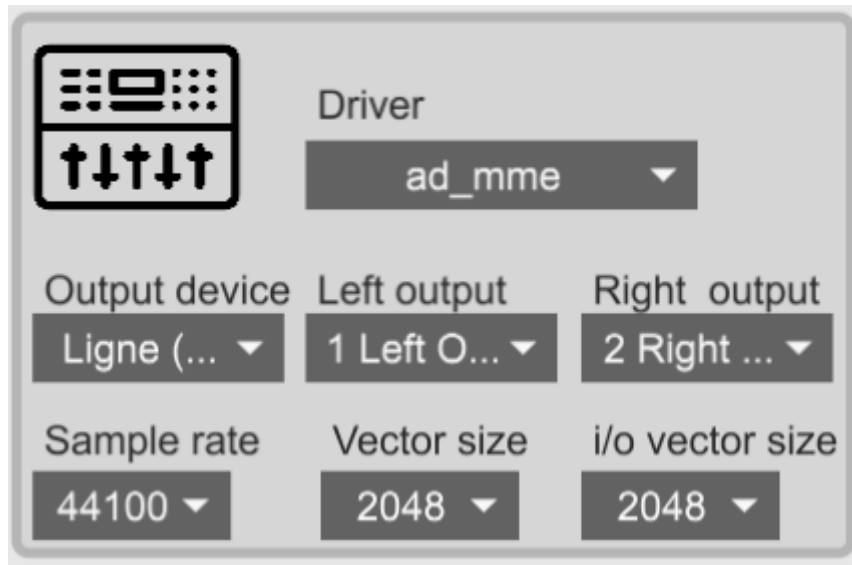 Driver
ad_mme
Output device Left output Right output
Ligne (... 1 Left O... 2 Right ...
Sample rate Vector size i/o vector size
44100 2048 2048